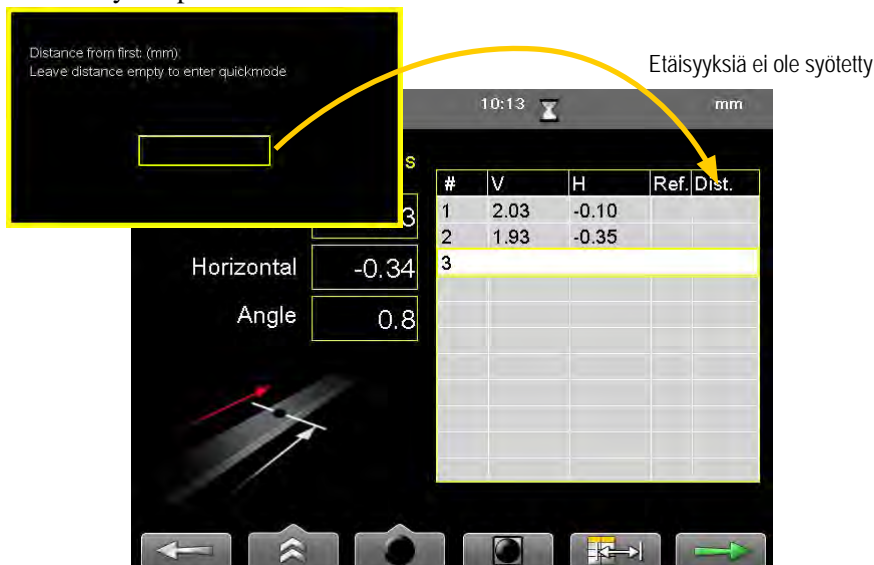 Distance from first: (mm):
Leave distance empty to enter quickmode
Etäisyyksiä ei ole syötetty
10:13 mm
s
# V H Ref. Dist.
1 2.03 -0.10
3
2 1.93 -0.35
Horizontal -0.34
3
Angle 0.8